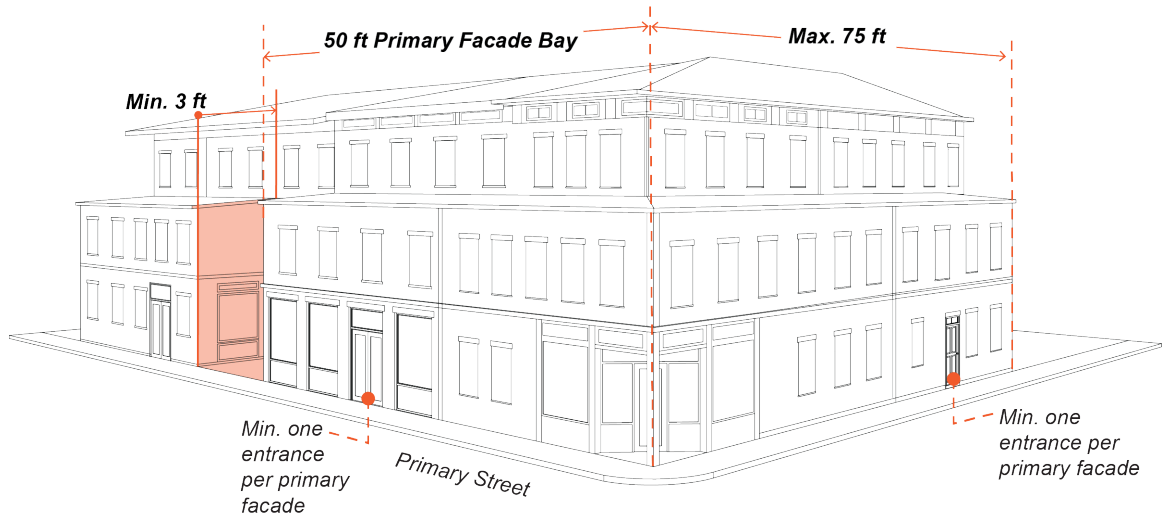 50 ft Primary Facade Bay
Max. 75 ft
Min. 3 ft
Min. one
entrance
per primary
facade
Primary Street
Min. one
entrance per
primary facade